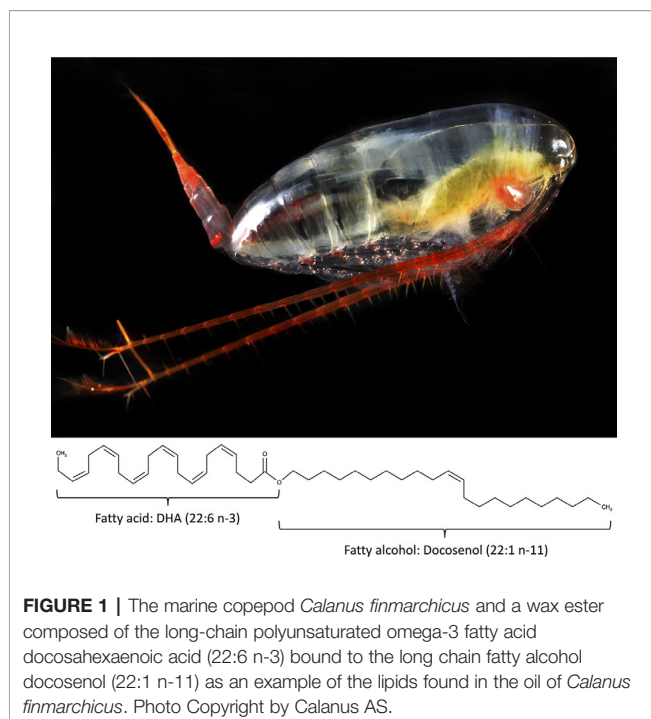 CH₃
O
O
CH₃
Fatty acid: DHA (22:6 n-3)
Fatty alcohol: Docosenol (22:1 n-11)
FIGURE 1 | The marine copepod Calanus finmarchicus and a wax ester
composed of the long-chain polyunsaturated omega-3 fatty acid
docosahexaenoic acid (22:6 n-3) bound to the long chain fatty alcohol
docosenol (22:1 n-11) as an example of the lipids found in the oil of Calanus
finmarchicus. Photo Copyright by Calanus AS.